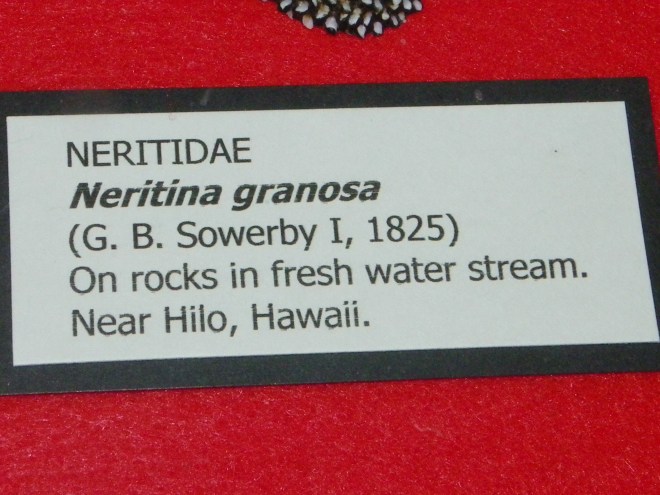 NERITIDAE
Neritina granosa
(G. B. Sowerby I, 1825)
On rocks in fresh water stream.
Near Hilo, Hawaii.